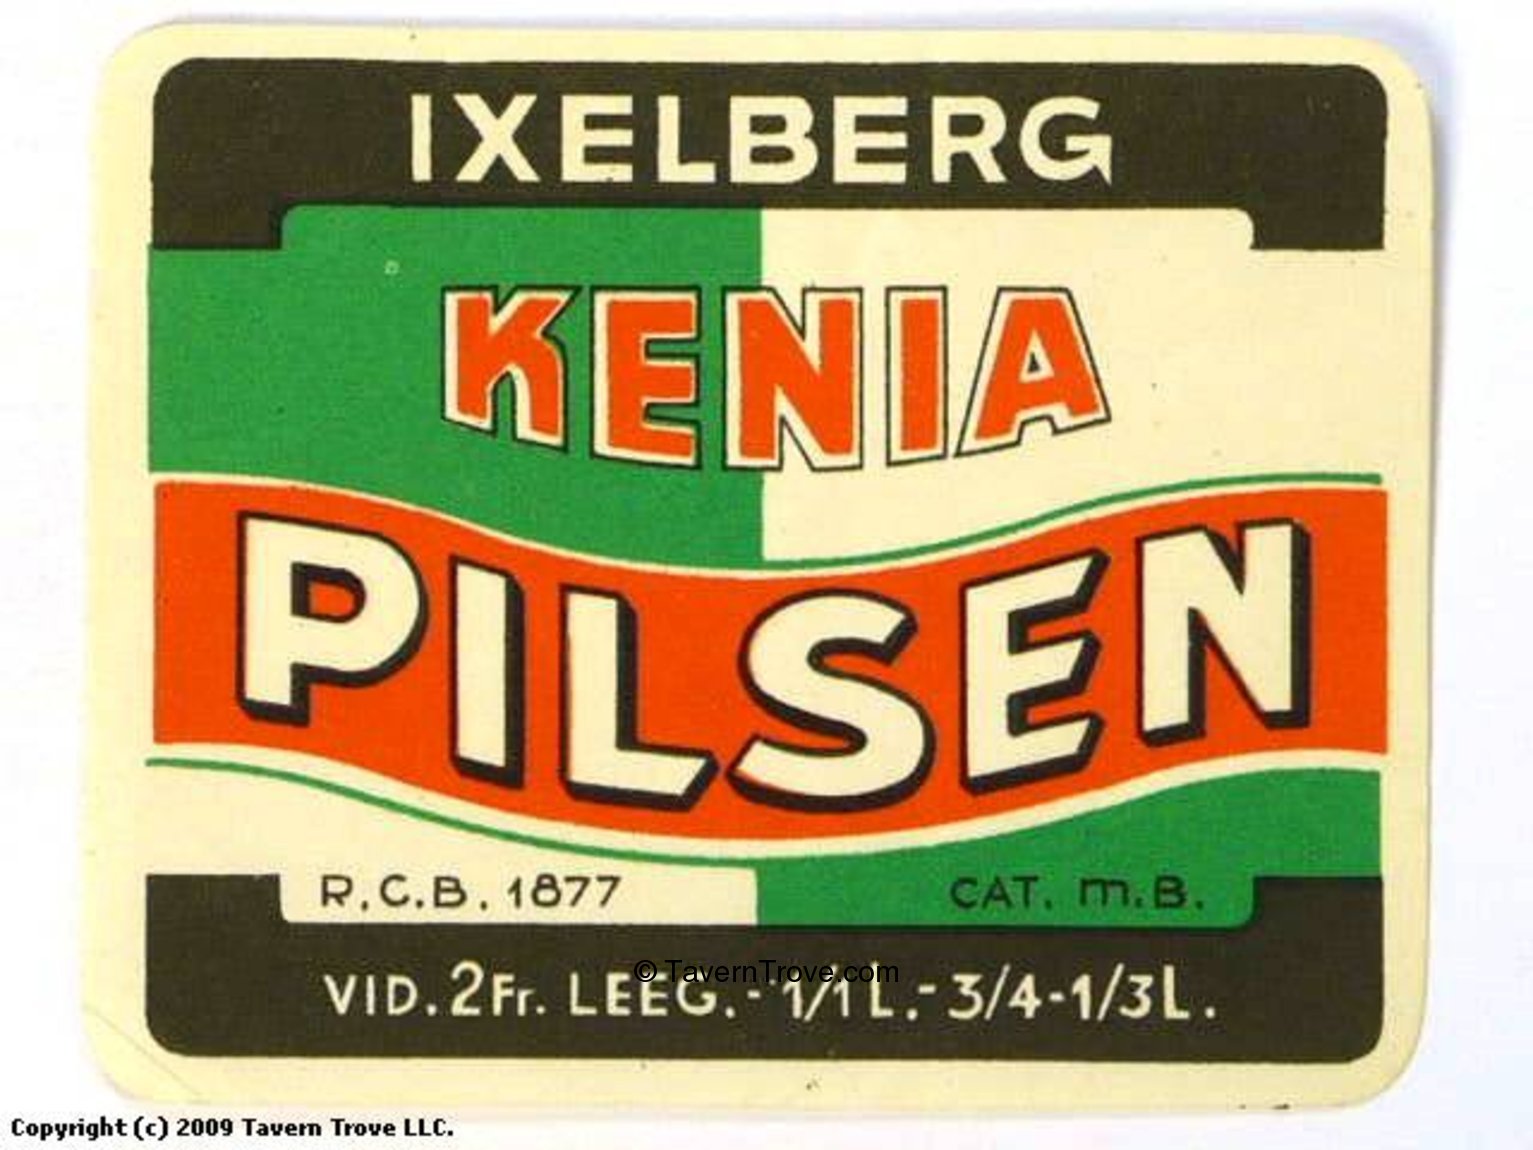 IXELBERG
KENIA
PILSEN
R.C.B. 1877
CAT. m.B.
© TavernTrove.com
VID. 2Fr. LEEG.- 1/1 L.- 3/4-1/3L.
Copyright (c) 2009 Tavern Trove LLC.